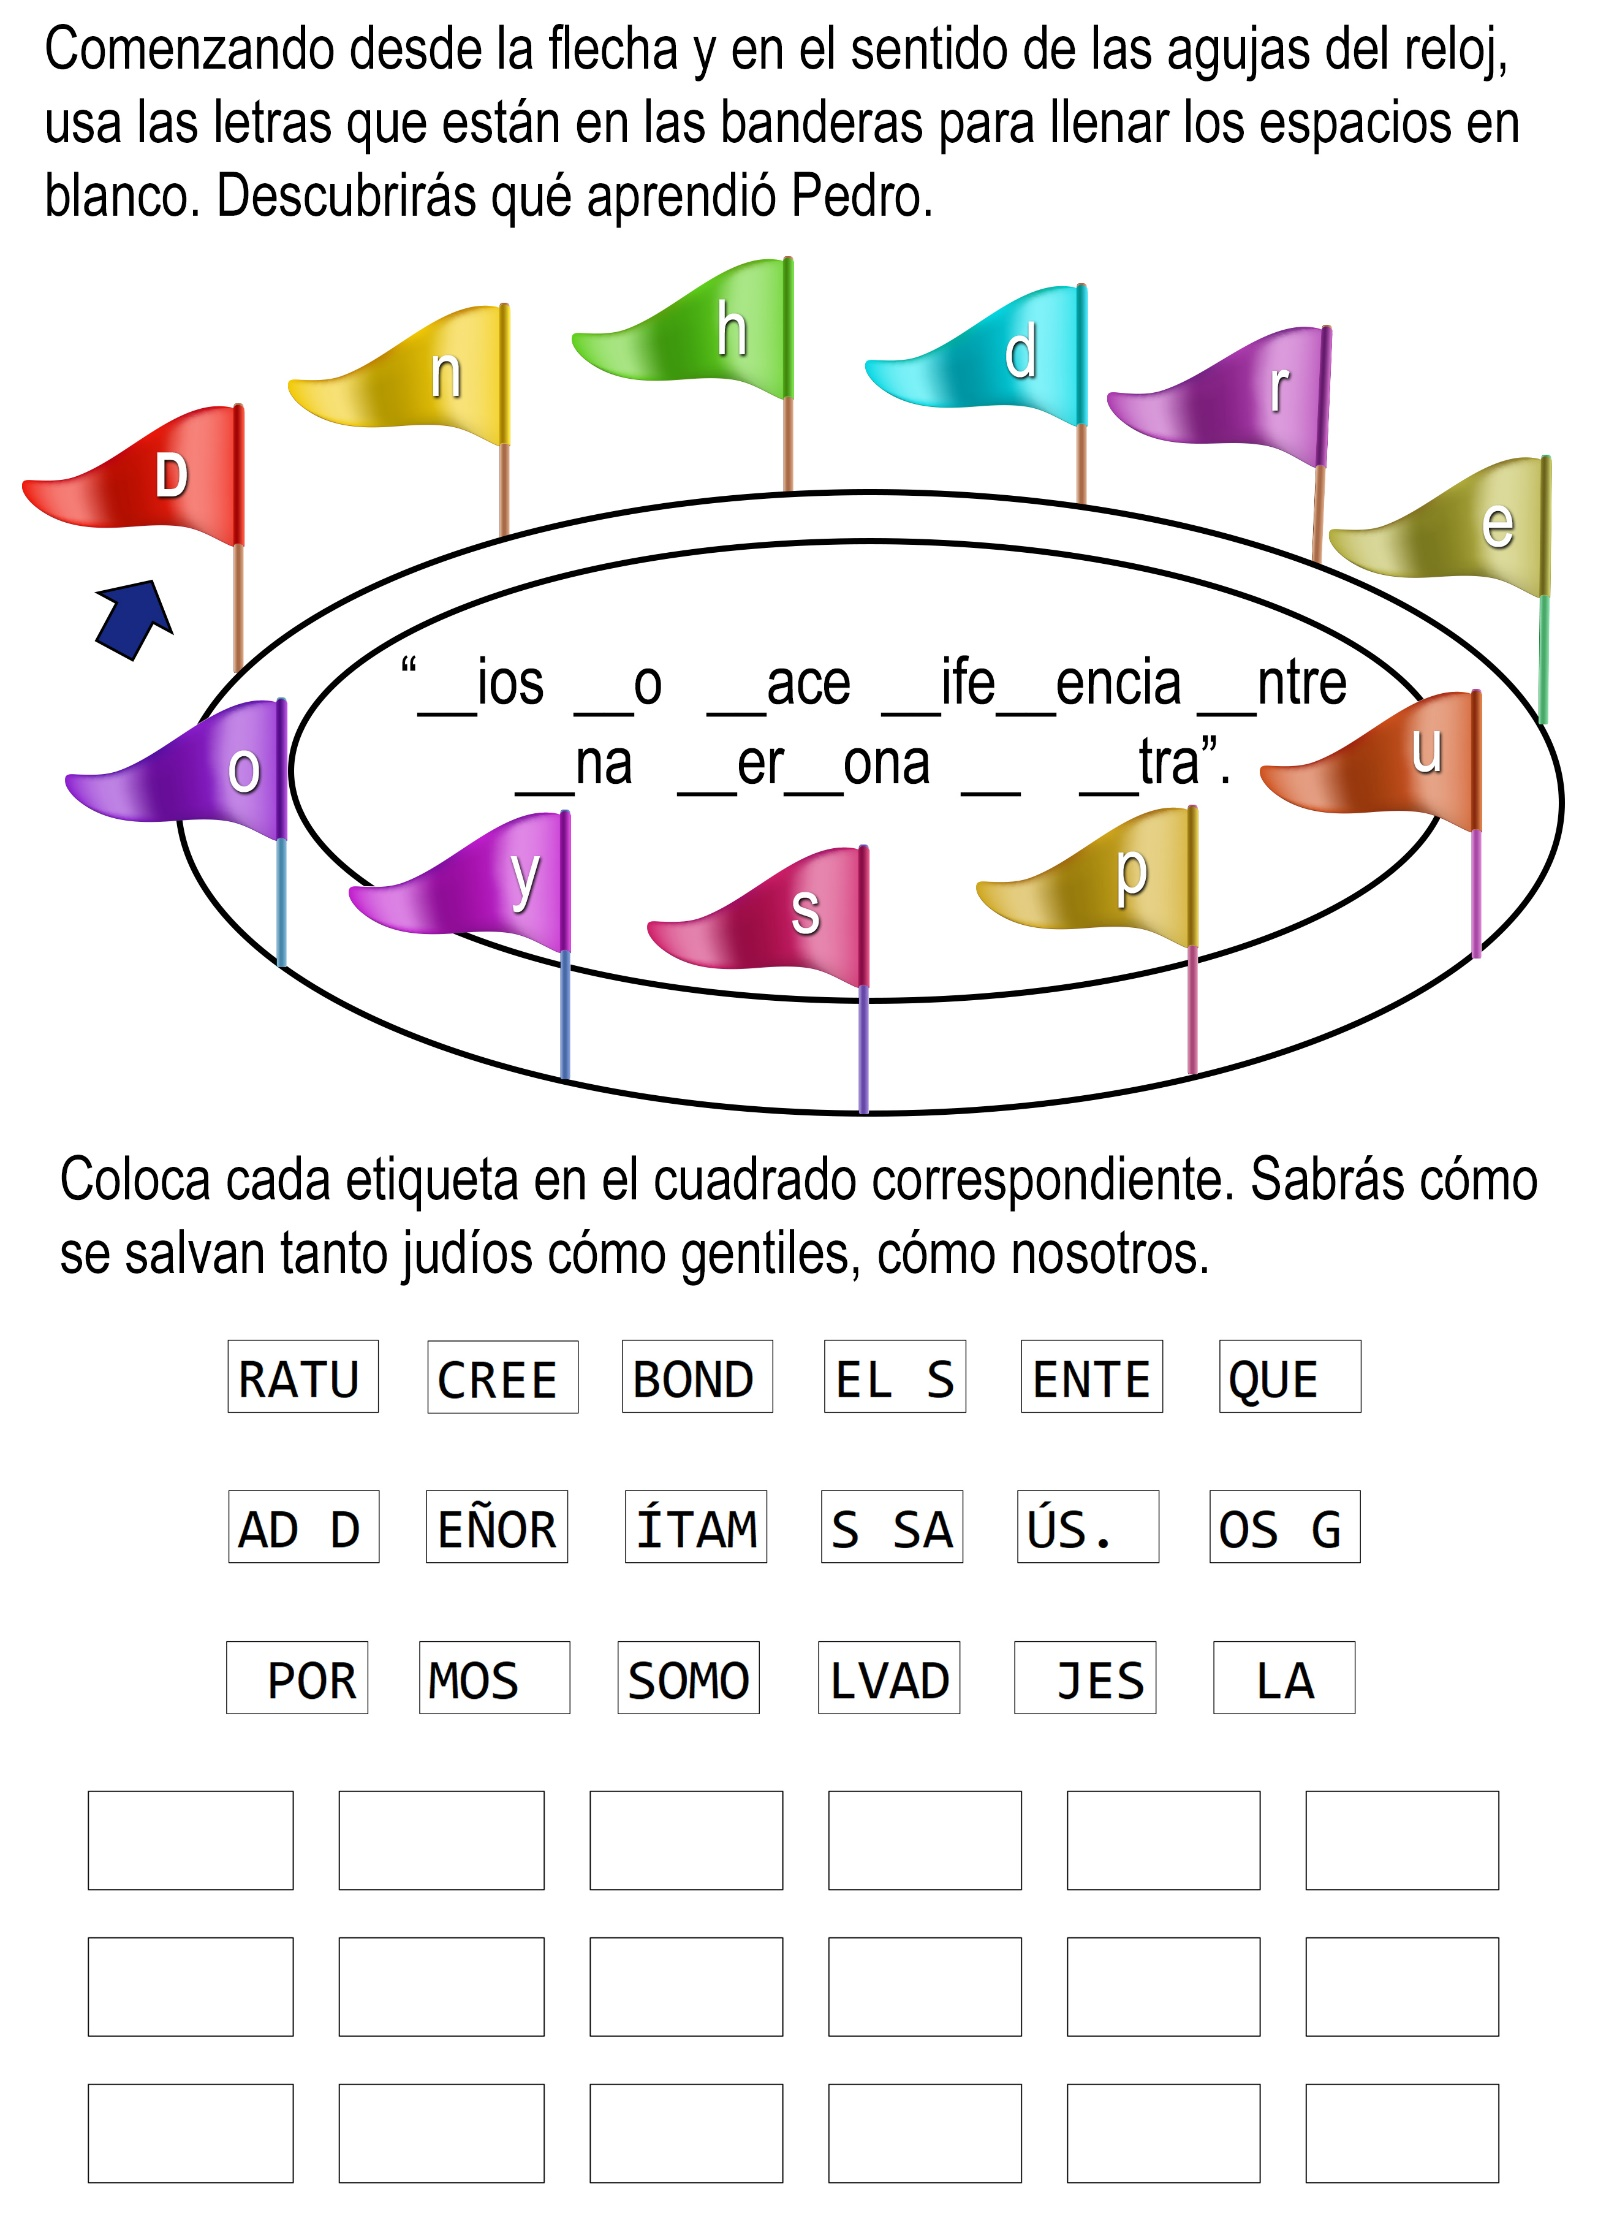 Comenzando desde la flecha y en el sentido de las agujas del reloj,
usa las letras que están en las banderas para llenar los espacios en
blanco. Descubrirás qué aprendió Pedro.
D
n
h
d
r
e
“__ios __o __ace __ife__encia __ntre
__na __er__ona __ __tra”.
u
o
y
s
p
Coloca cada etiqueta en el cuadrado correspondiente. Sabrás cómo
se salvan tanto judíos cómo gentiles, cómo nosotros.
RATU CREE BOND EL S ENTE QUE
AD D EÑOR ÍTAM S SA ÚS. OS G
POR MOS SOMO LVAD JES LA